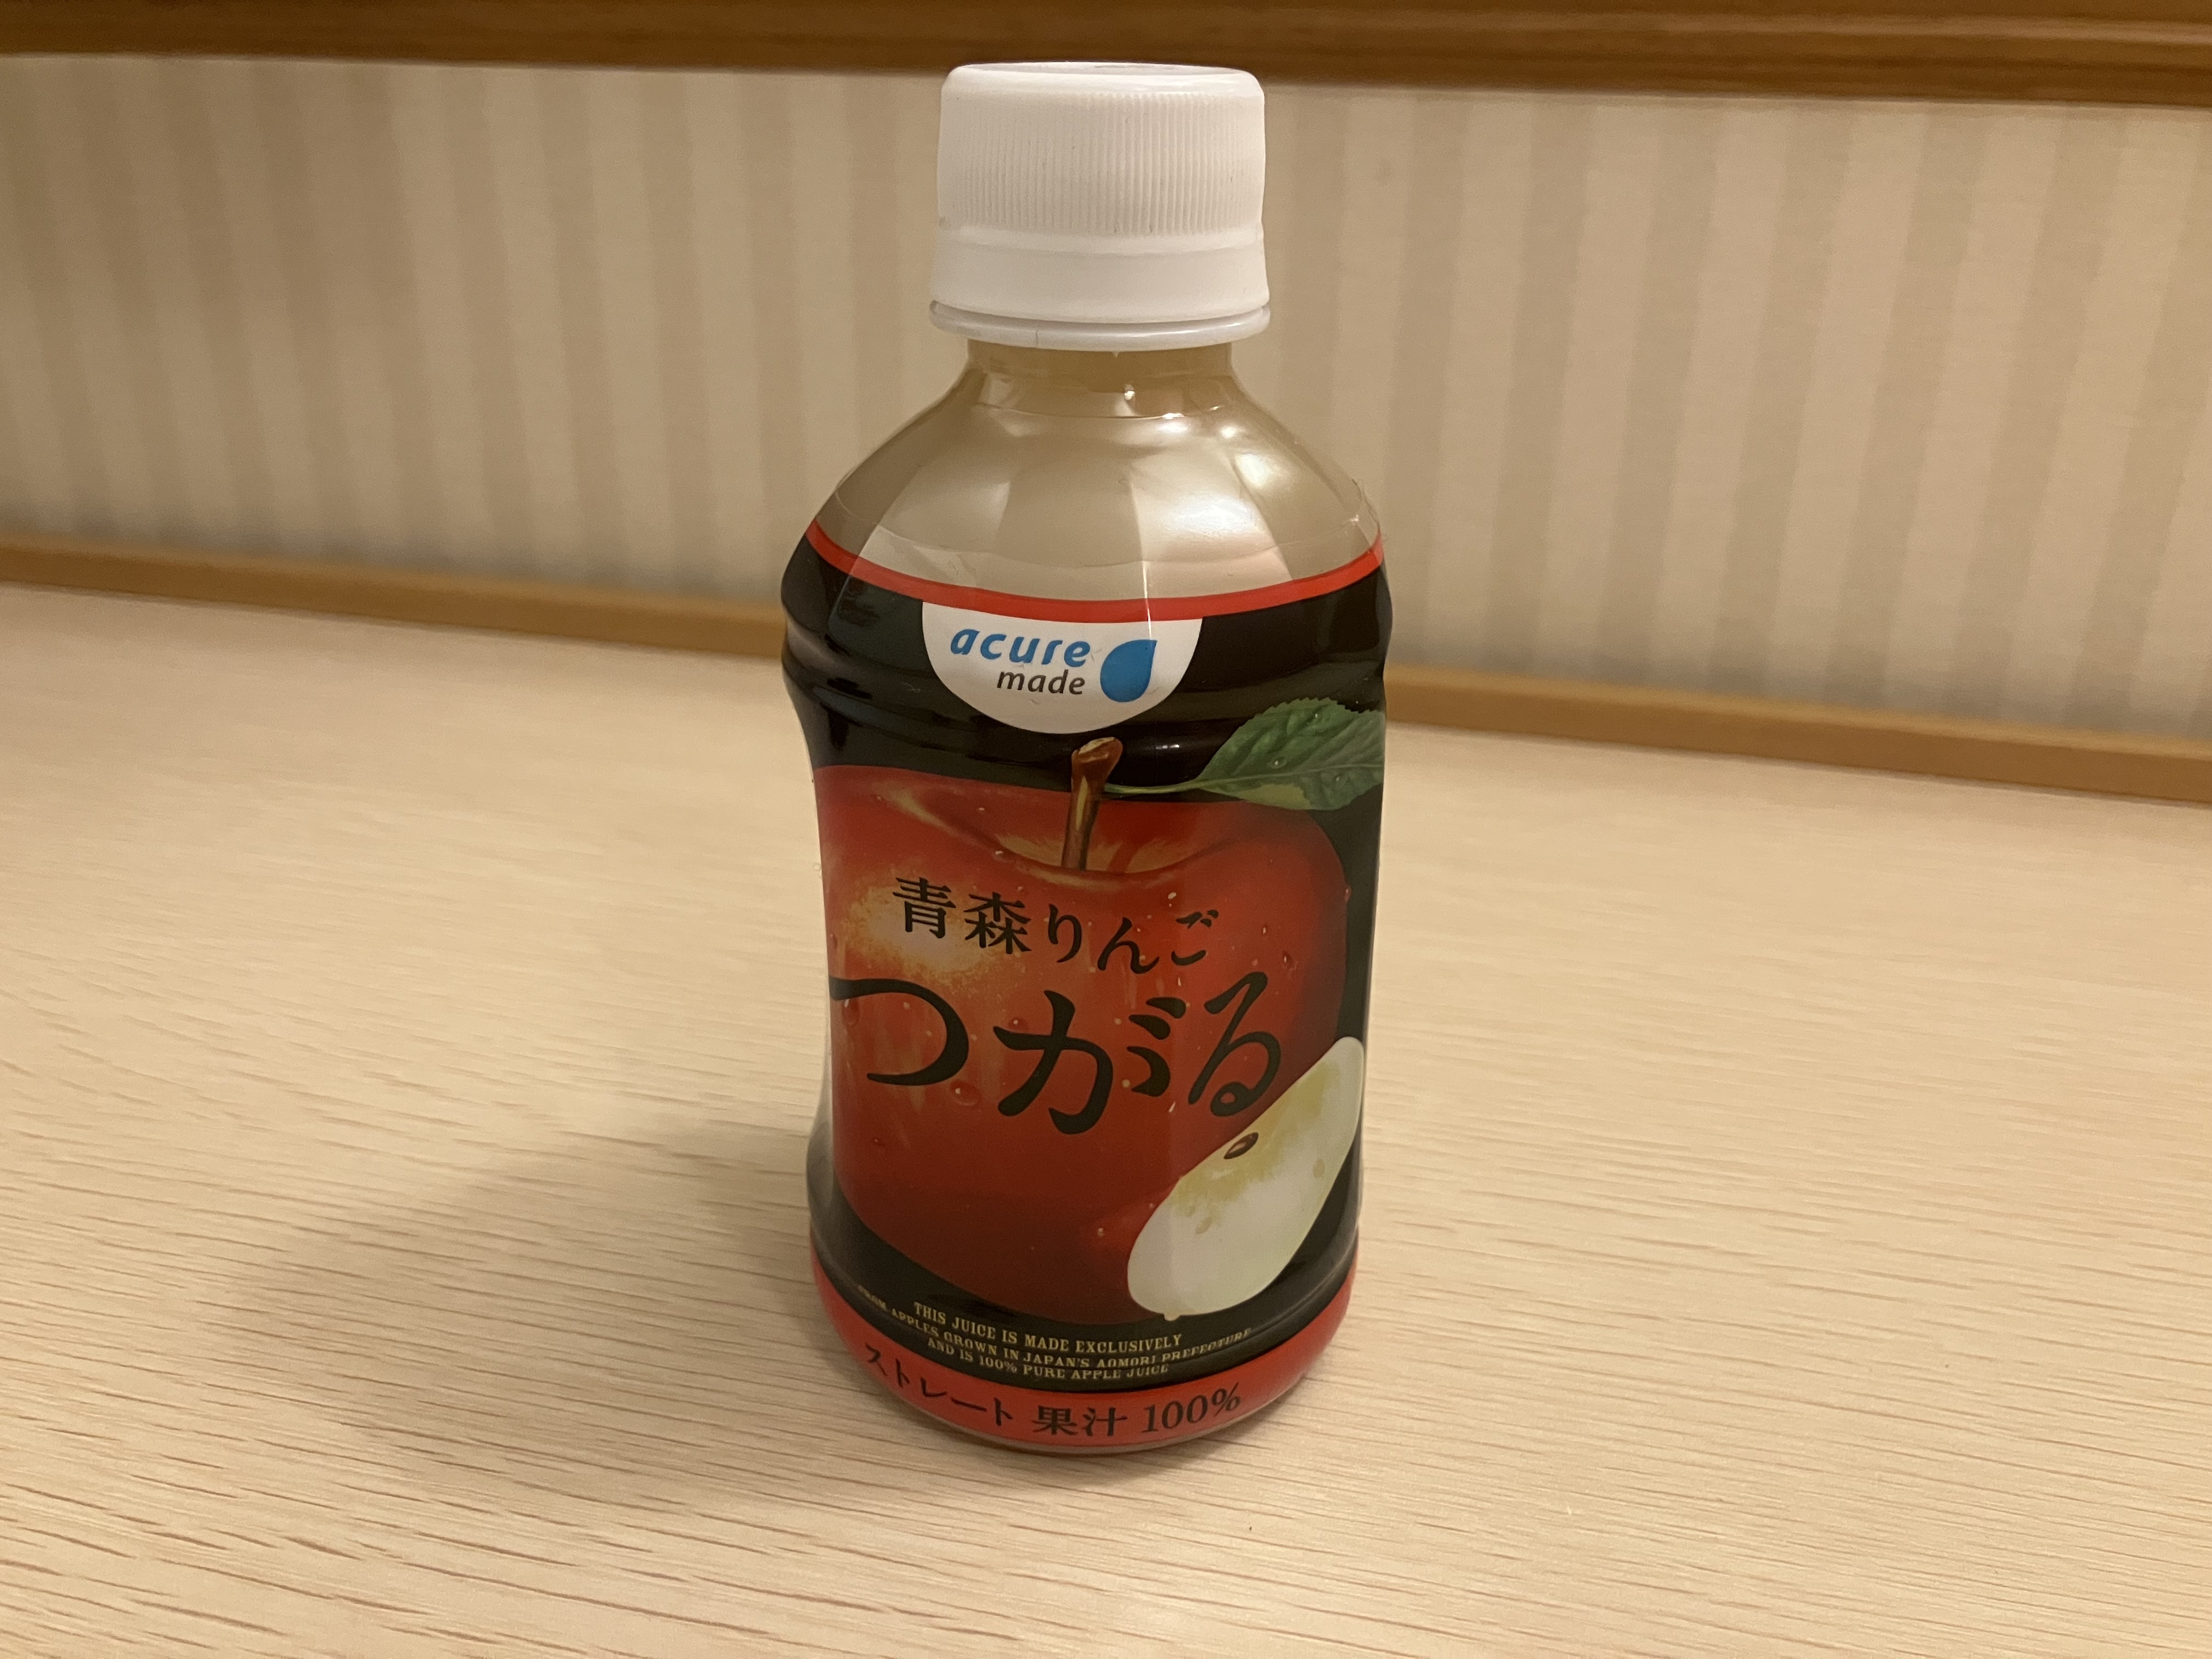 acure
made
青森りんご
つがる
THIS JUICE IS MADE EXCLUSIVELY
FROM APPLES GROWN IN JAPAN'S AOMORI PREFECTURE
AND IS 100% PURE APPLE JUICE
ストレート 果汁 100%